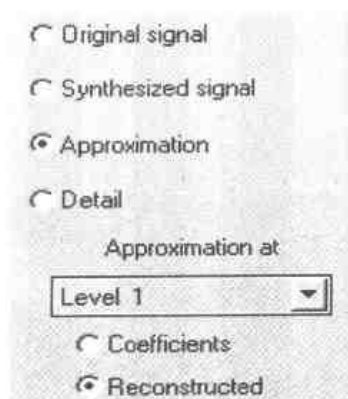 Original signal
Synthesized signal
Approximation
Detail
Approximation at
Level 1
Coefficients
Reconstructed